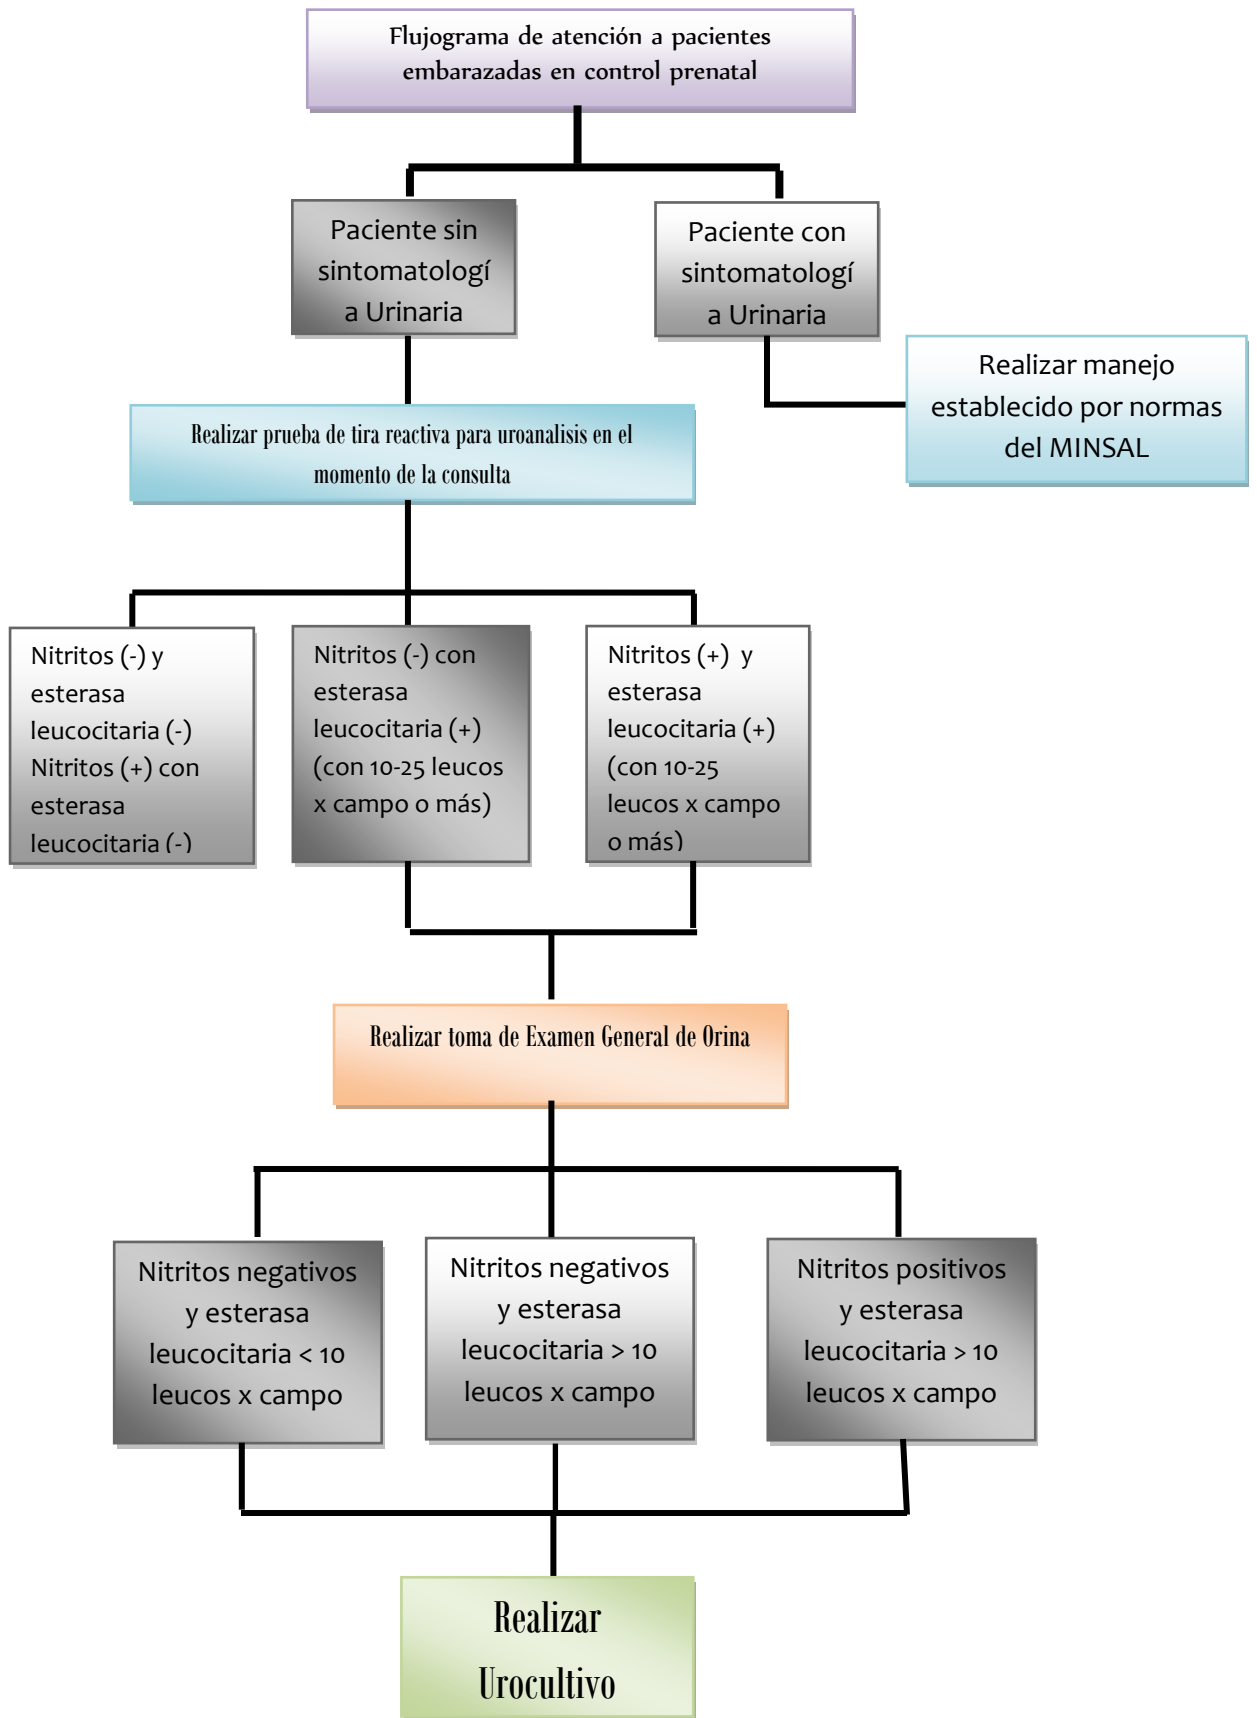 Flujograma de atención a pacientes
embarazadas en control prenatal
Paciente sin
sintomatologí
a Urinaria
Paciente con
sintomatologí
a Urinaria
Realizar manejo
establecido por normas
del MINSAL
Realizar prueba de tira reactiva para uroanalisis en el
momento de la consulta
Nitritos (-) y
esterasa
leucocitaria (-)
Nitritos (+) con
esterasa
leucocitaria (-)
Nitritos (-) con
esterasa
leucocitaria (+)
(con 10-25 leucos
x campo o más)
Nitritos (+) y
esterasa
leucocitaria (+)
(con 10-25
leucos x campo
o más)
Realizar toma de Examen General de Orina
Nitritos negativos
y esterasa
leucocitaria < 10
leucos x campo
Nitritos negativos
y esterasa
leucocitaria > 10
leucos x campo
Nitritos positivos
y esterasa
leucocitaria > 10
leucos x campo
Realizar
Urocultivo